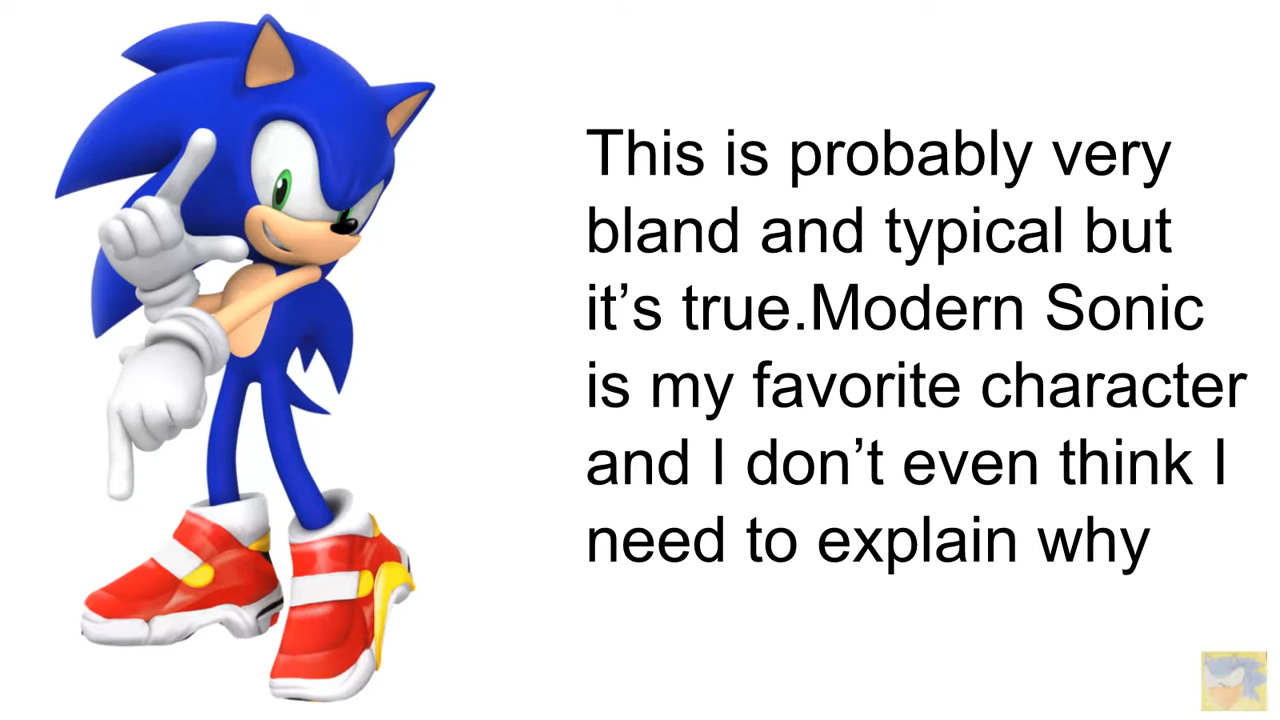 This is probably very
bland and typical but
it’s true.Modern Sonic
is my favorite character
and I don’t even think I
need to explain why